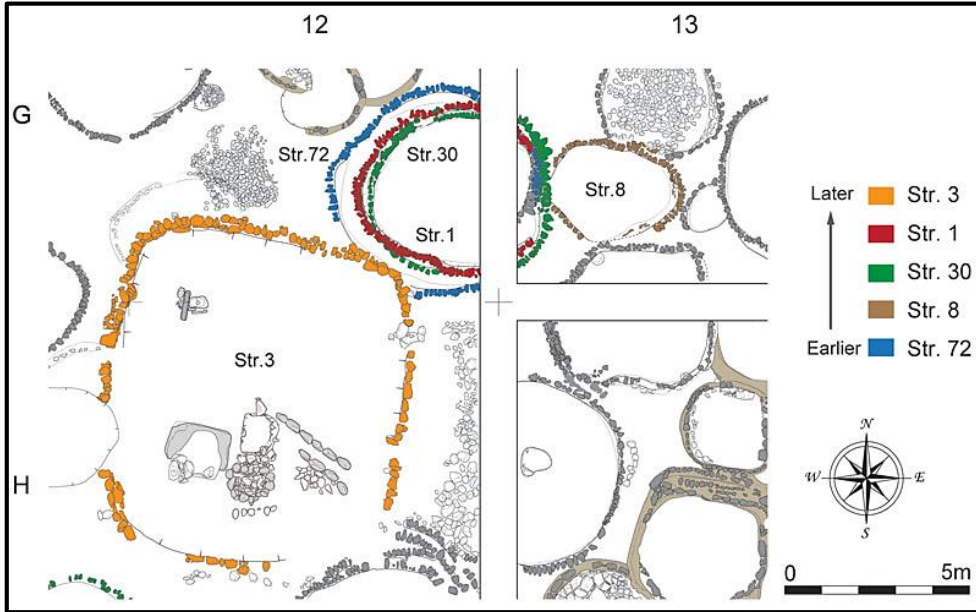 12
13
G
Str.72
Str.30
Str.8
Str.1
Str.3
H
Later
Str. 3
Str. 1
Str. 30
Str. 8
Earlier
Str. 72
N
W
E
S
0
5m